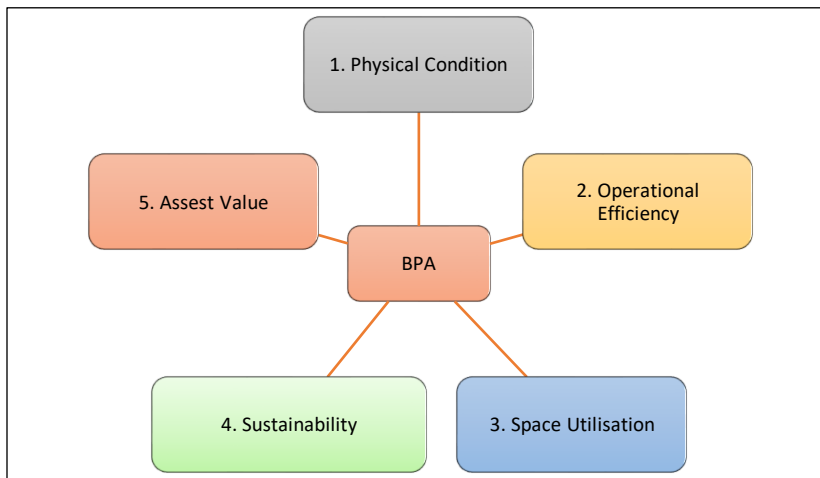 1. Physical Condition
5. Assest Value
2. Operational
Efficiency
BPA
4. Sustainability
3. Space Utilisation